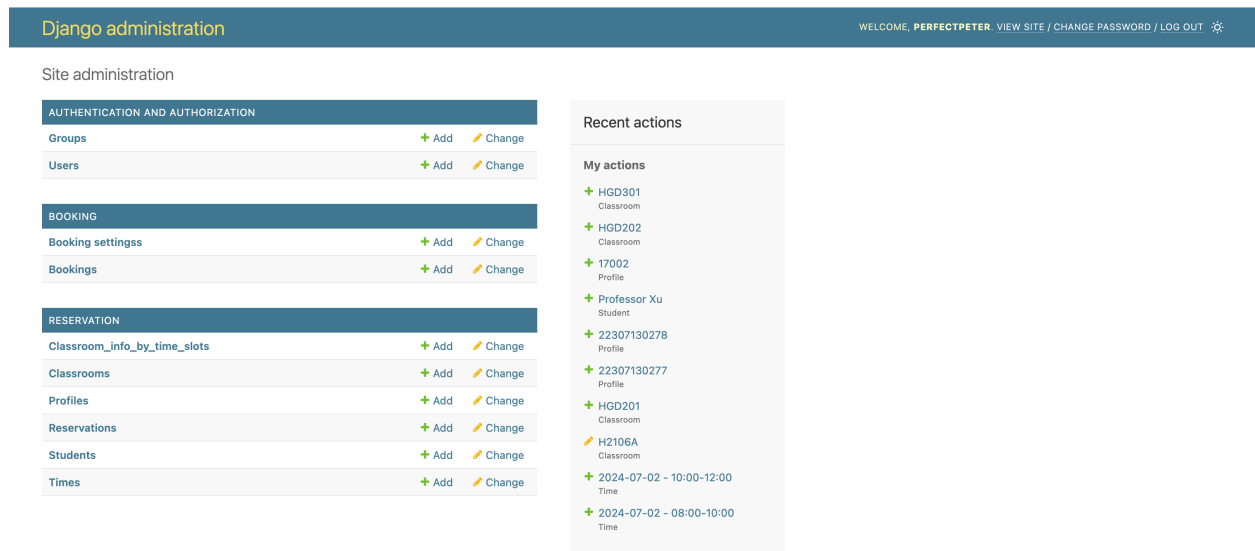 Django administration
WELCOME, PERFECTPETER. VIEW SITE / CHANGE PASSWORD / LOG OUT
Site administration
AUTHENTICATION AND AUTHORIZATION
Groups Add Change
Users Add Change
BOOKING
Booking settingss Add Change
Bookings Add Change
RESERVATION
Classroom_info_by_time_slots Add Change
Classrooms Add Change
Profiles Add Change
Reservations Add Change
Students Add Change
Times Add Change
Recent actions
My actions
HGD301
Classroom
HGD202
Classroom
17002
Profile
Professor Xu
Student
22307130278
Profile
22307130277
Profile
HGD201
Classroom
H2106A
Classroom
2024-07-02 - 10:00-12:00
Time
2024-07-02 - 08:00-10:00
Time